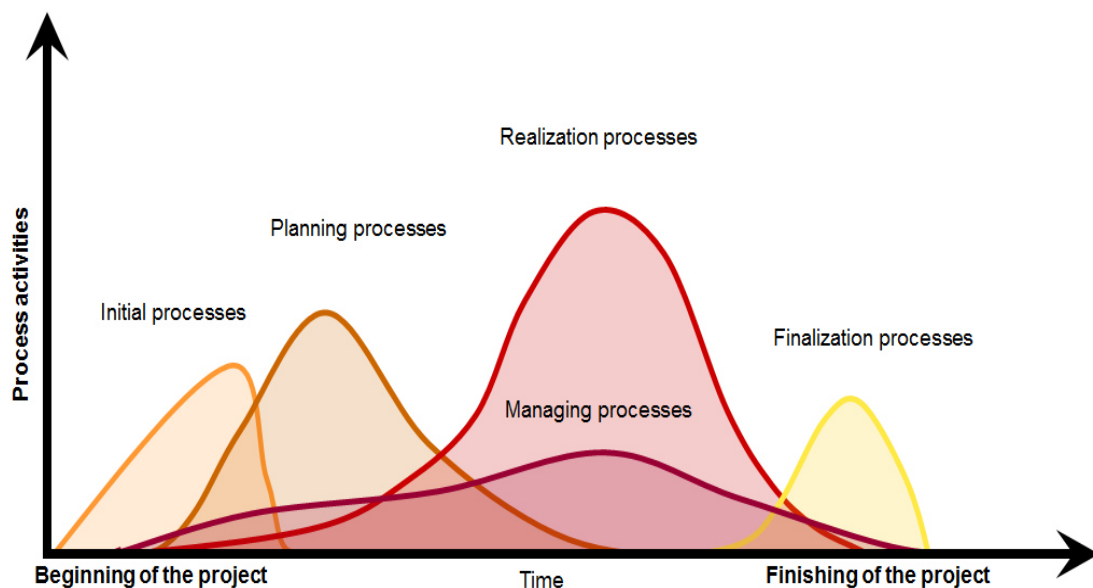 Realization processes
Planning processes
Initial processes
Finalization processes
Managing processes
Process activities
Beginning of the project
Time
Finishing of the project